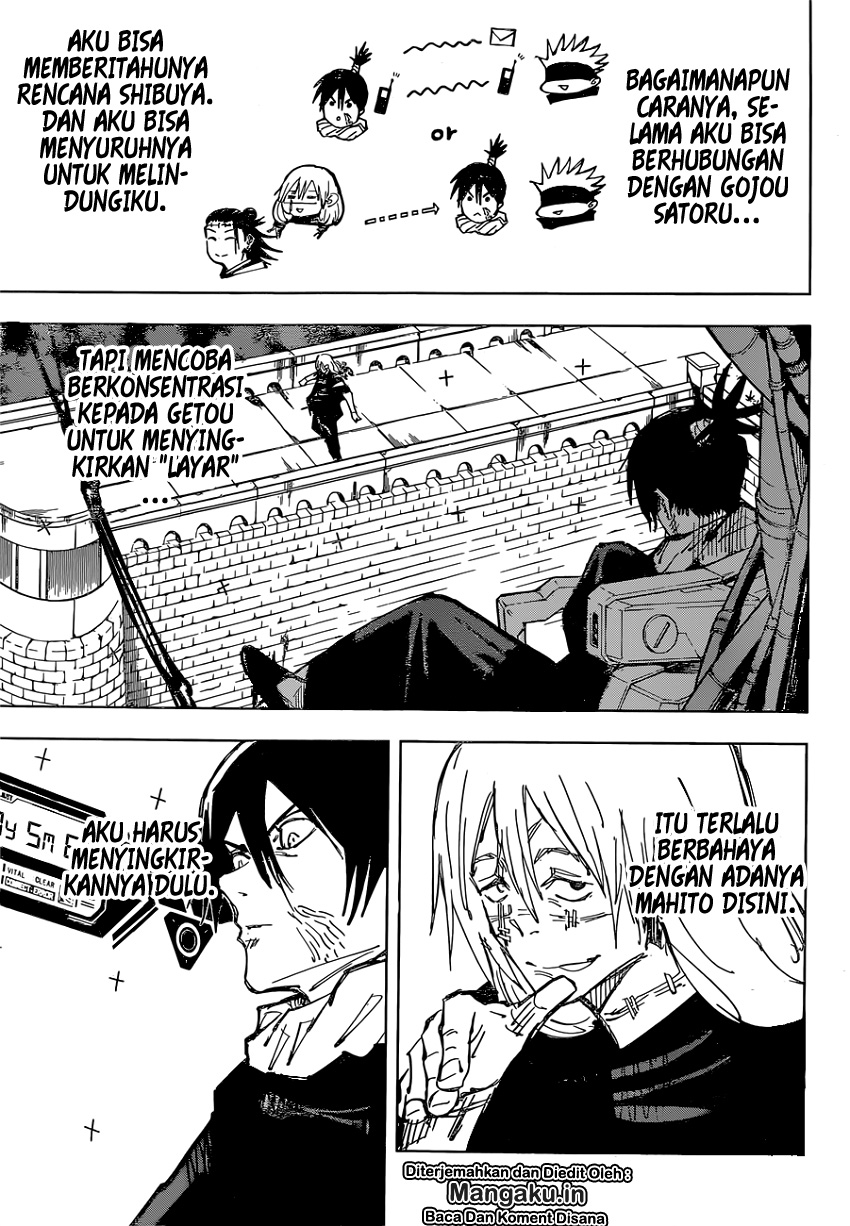 BAGAIMANAPUN
CARANYA, SE-
LAMA AKU BISA
BERHUBUNGAN
DENGAN GOJOU
SATORU...
AKU BISA
MEMBERITAHUNYA
RENCANA SHIBUYA.
DAN AKU BISA
MENYURUHNYA
UNTUK MELIN-
DUNGIKU.
or
TAPI MENCOBA
BERKONSENTRASI
KEPADA GETOU
UNTUK MENYING-
KIRKAN "LAYAR"
...
ITU TERLALU
BERBAHAYA
DENGAN ADANYA
MAHITO DISINI.
AKU HARUS
MENYINGKIR-
KANNYA DULU.
VITAL CLEAR
Diterjemahkan dan Diedit Oleh :
Mangaku.in
Baca Dan Koment Disana